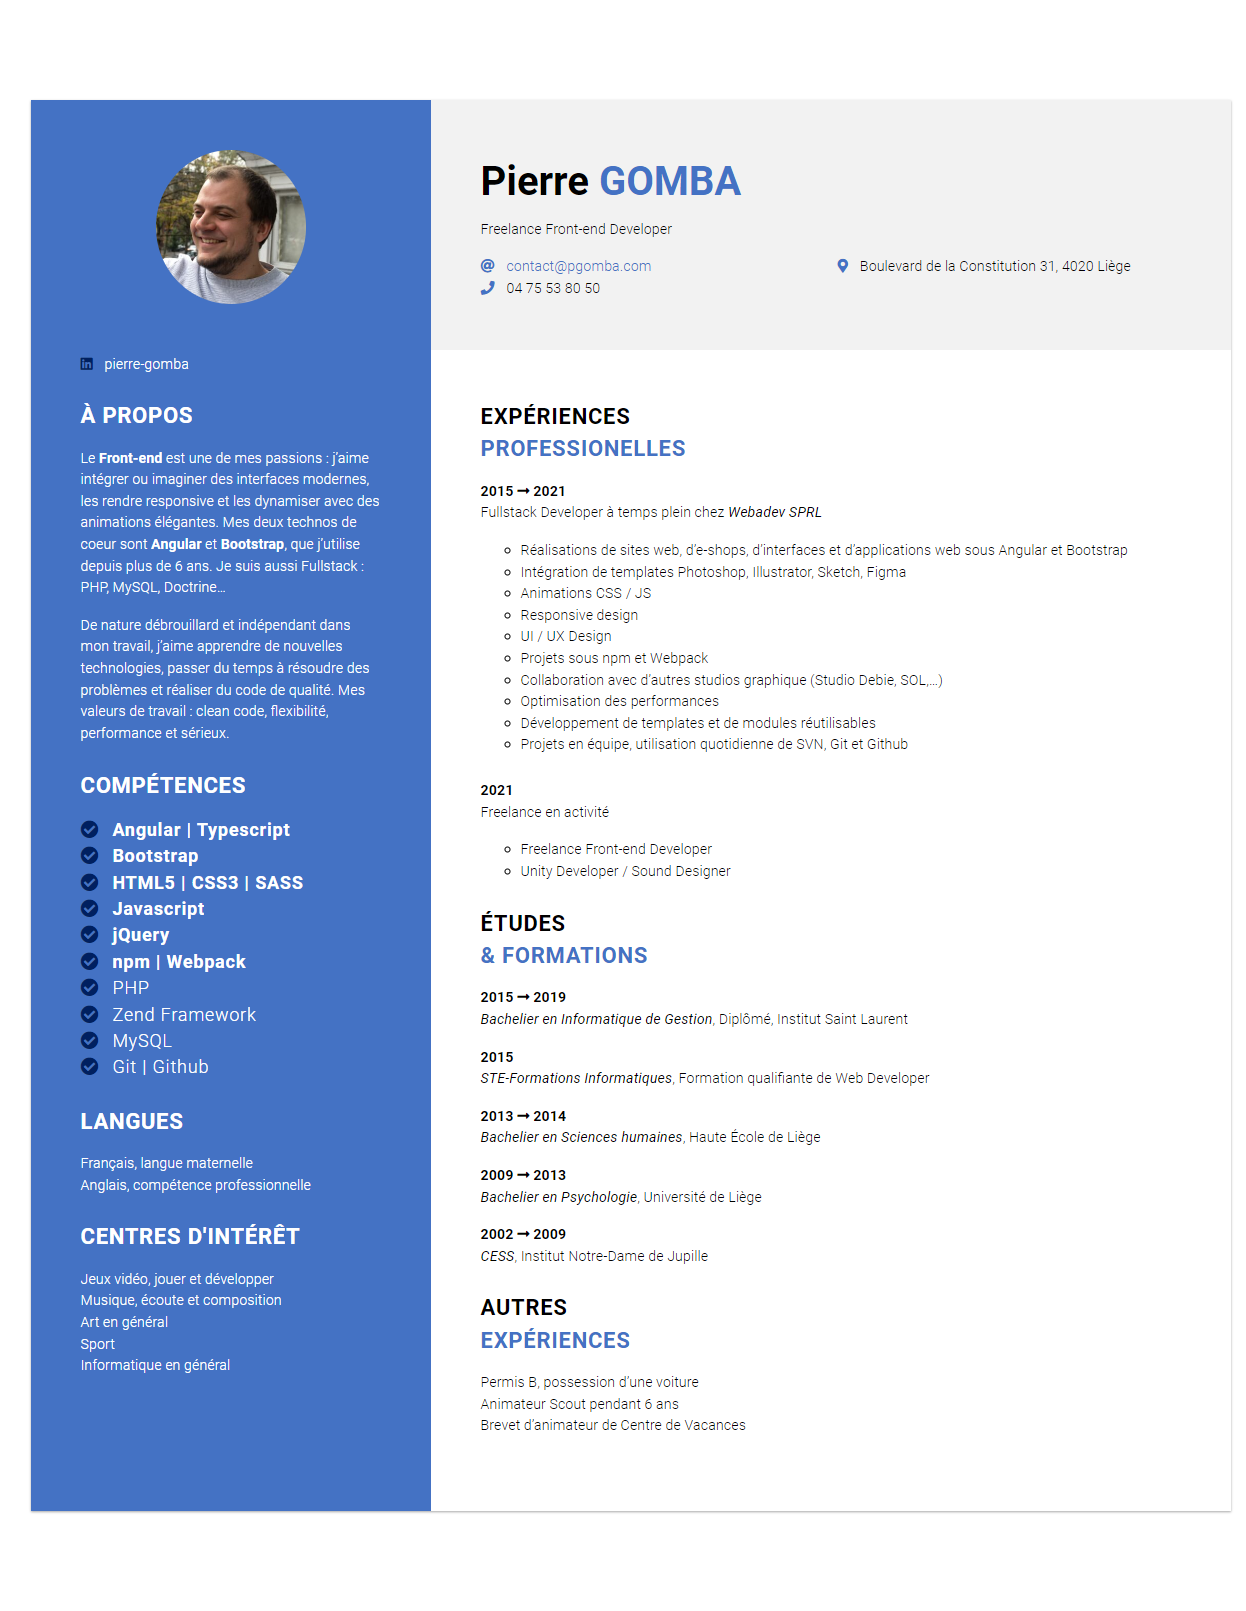 pierre-gomba
À PROPOS
Le Front-end est une de mes passions : j’aime
intégrer ou imaginer des interfaces modernes,
les rendre responsive et les dynamiser avec des
animations élégantes. Mes deux technos de
coeur sont Angular et Bootstrap, que j’utilise
depuis plus de 6 ans. Je suis aussi Fullstack :
PHP, MySQL, Doctrine…
De nature débrouillard et indépendant dans
mon travail, j’aime apprendre de nouvelles
technologies, passer du temps à résoudre des
problèmes et réaliser du code de qualité. Mes
valeurs de travail : clean code, flexibilité,
performance et sérieux.
COMPÉTENCES
Angular | Typescript
Bootstrap
HTML5 | CSS3 | SASS
Javascript
jQuery
npm | Webpack
PHP
Zend Framework
MySQL
Git | Github
LANGUES
Français, langue maternelle
Anglais, compétence professionnelle
CENTRES D'INTÉRÊT
Jeux vidéo, jouer et développer
Musique, écoute et composition
Art en général
Sport
Informatique en général
Pierre GOMBA
Freelance Front-end Developer
contact@pgomba.com
04 75 53 80 50
Boulevard de la Constitution 31, 4020 Liège
EXPÉRIENCES
PROFESSIONELLES
2015 ➞ 2021
Fullstack Developer à temps plein chez Webadev SPRL
Réalisations de sites web, d’e-shops, d’interfaces et d’applications web sous Angular et Bootstrap
Intégration de templates Photoshop, Illustrator, Sketch, Figma
Animations CSS / JS
Responsive design
UI / UX Design
Projets sous npm et Webpack
Collaboration avec d’autres studios graphique (Studio Debie, SOL,…)
Optimisation des performances
Développement de templates et de modules réutilisables
Projets en équipe, utilisation quotidienne de SVN, Git et Github
2021
Freelance en activité
Freelance Front-end Developer
Unity Developer / Sound Designer
ÉTUDES
& FORMATIONS
2015 ➞ 2019
Bachelier en Informatique de Gestion, Diplômé, Institut Saint Laurent
2015
STE-Formations Informatiques, Formation qualifiante de Web Developer
2013 ➞ 2014
Bachelier en Sciences humaines, Haute École de Liège
2009 ➞ 2013
Bachelier en Psychologie, Université de Liège
2002 ➞ 2009
CESS, Institut Notre-Dame de Jupille
AUTRES
EXPÉRIENCES
Permis B, possession d’une voiture
Animateur Scout pendant 6 ans
Brevet d’animateur de Centre de Vacances